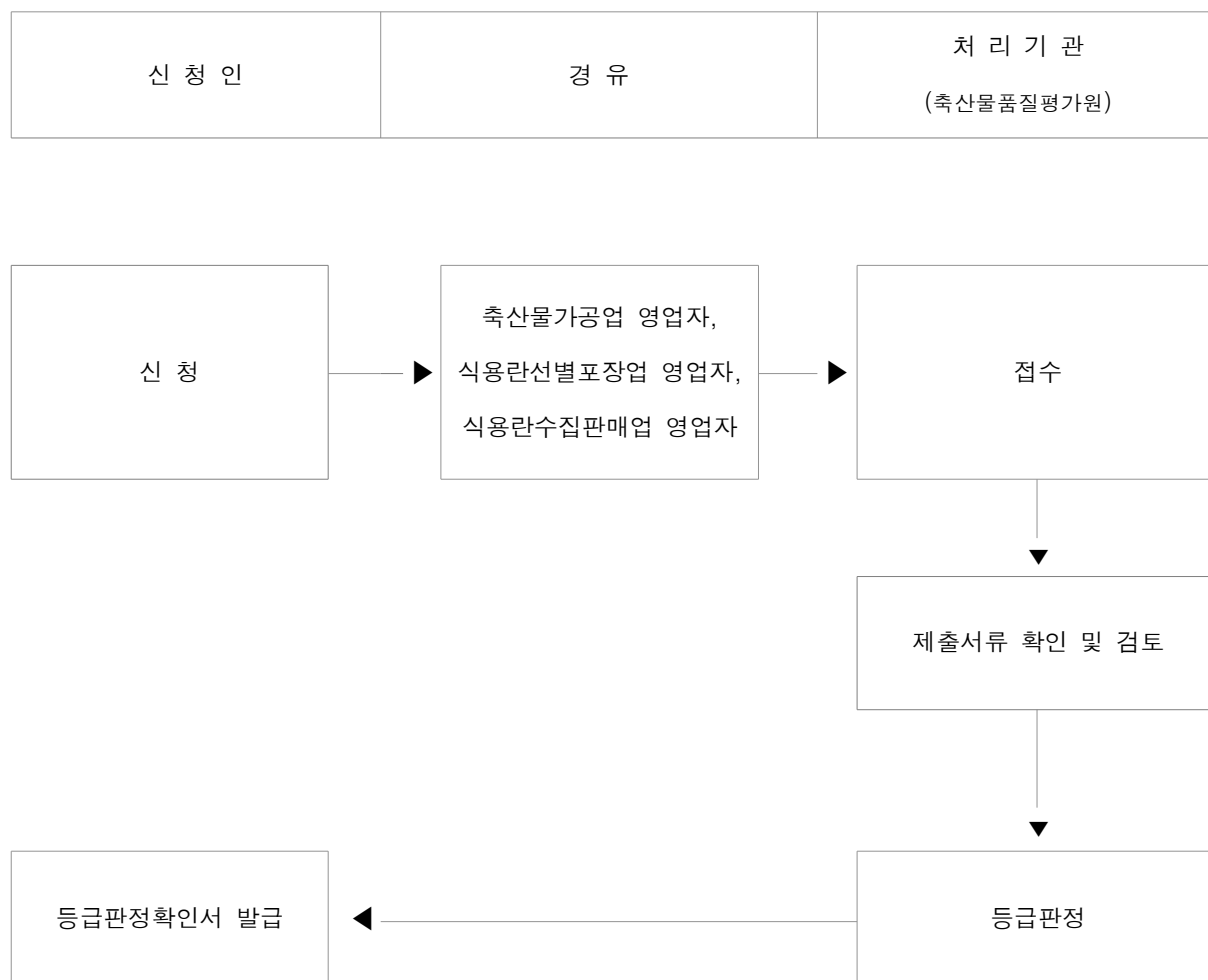 신 청 인
경 유
처 리 기 관
(축산물품질평가원)
신 청
축산물가공업 영업자,
식용란선별포장업 영업자,
식용란수집판매업 영업자
접수
제출서류 확인 및 검토
등급판정확인서 발급
등급판정